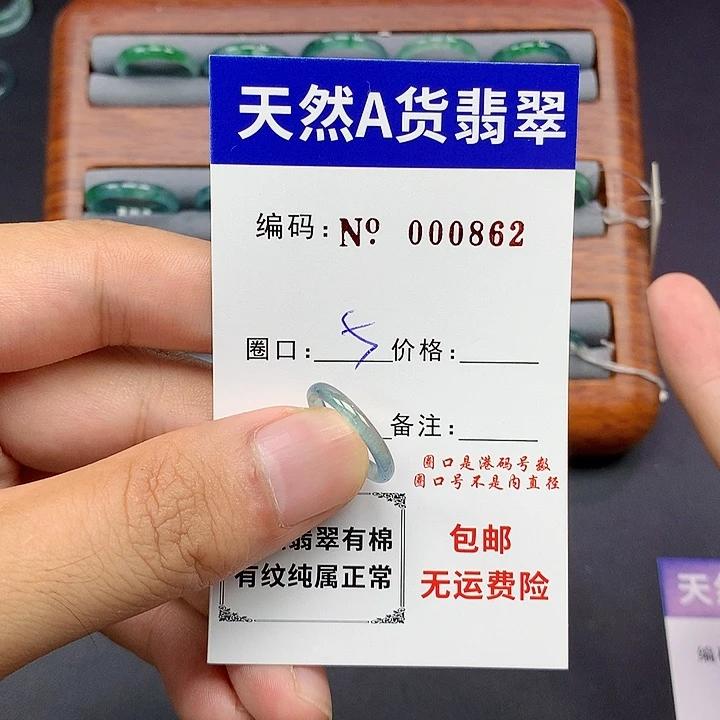 天然A货翡翠
编码: Nº 000862
圈口: 价格:
备注:
圈口是港码号数
圈口号不是内直径
翡翠有棉
有纹纯属正常
包邮
无运费险
天
编